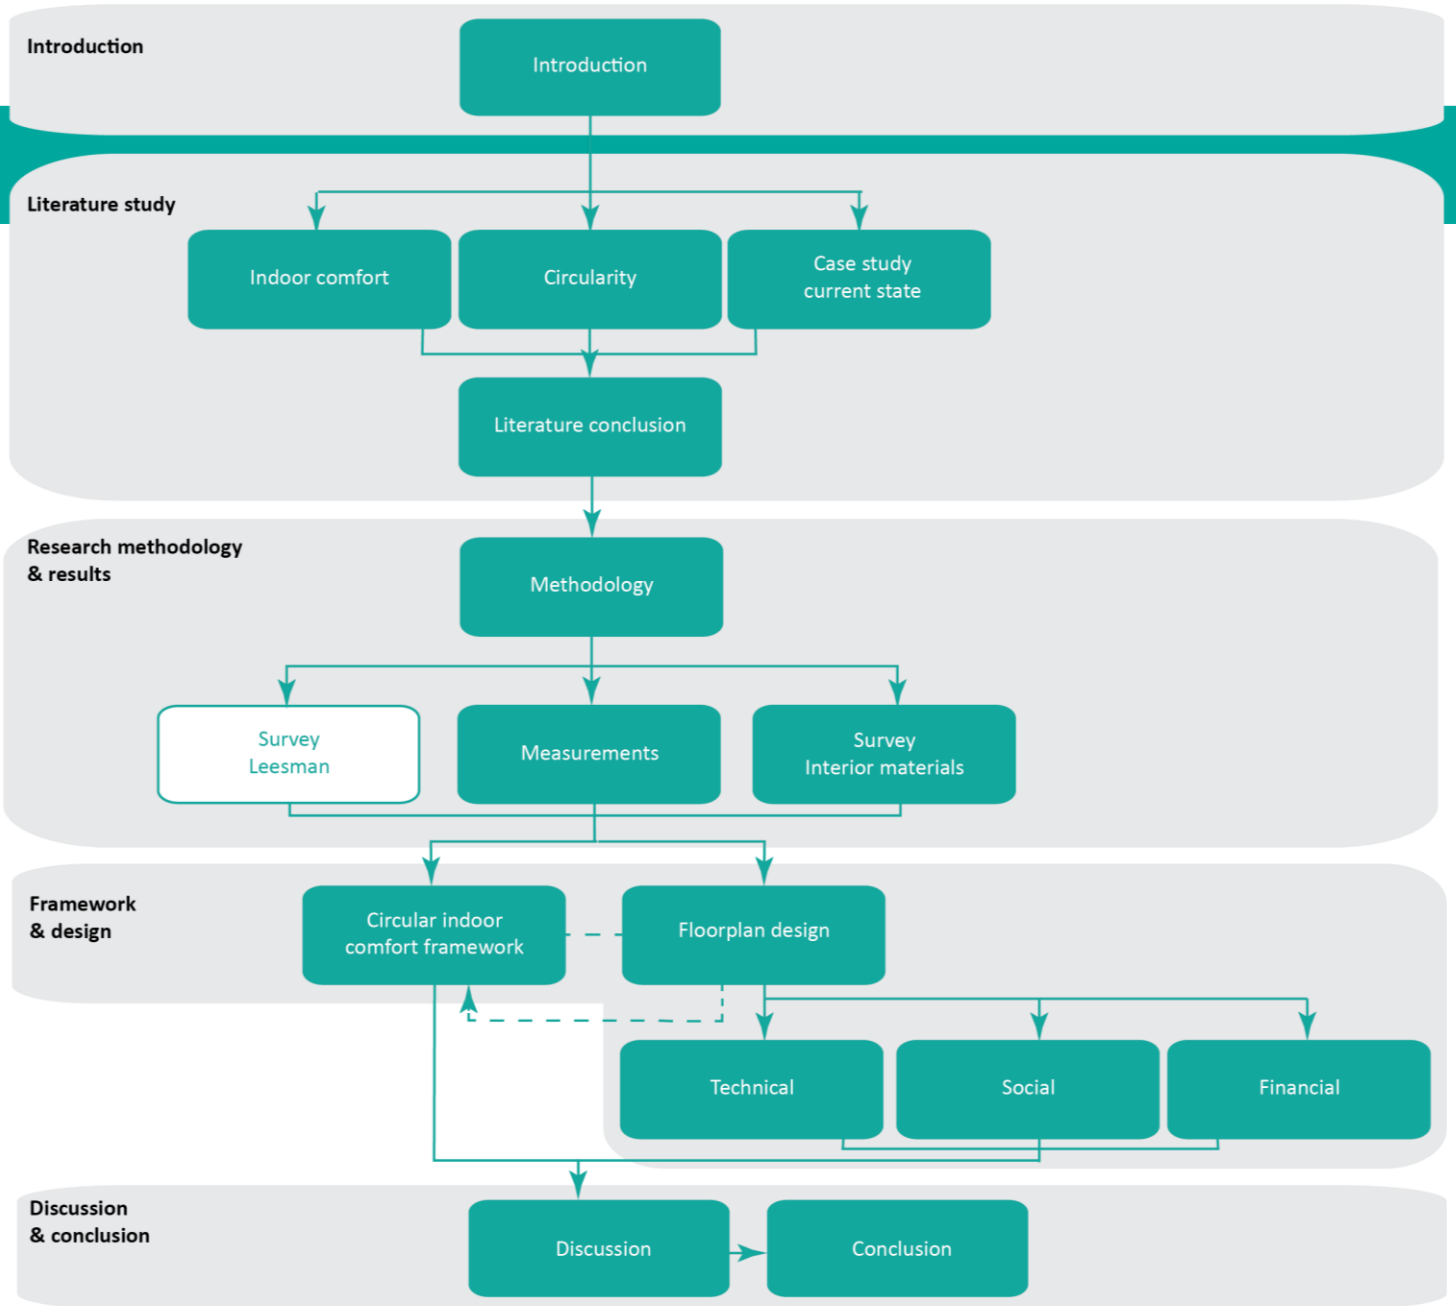 Introduction
Introduction
Literature study
Indoor comfort
Circularity
Case study
current state
Literature conclusion
Research methodology
& results
Methodology
Survey
Leesman
Measurements
Survey
Interior materials
Framework
& design
Circular indoor
comfort framework
Floorplan design
Technical
Social
Financial
Discussion
& conclusion
Discussion
Conclusion